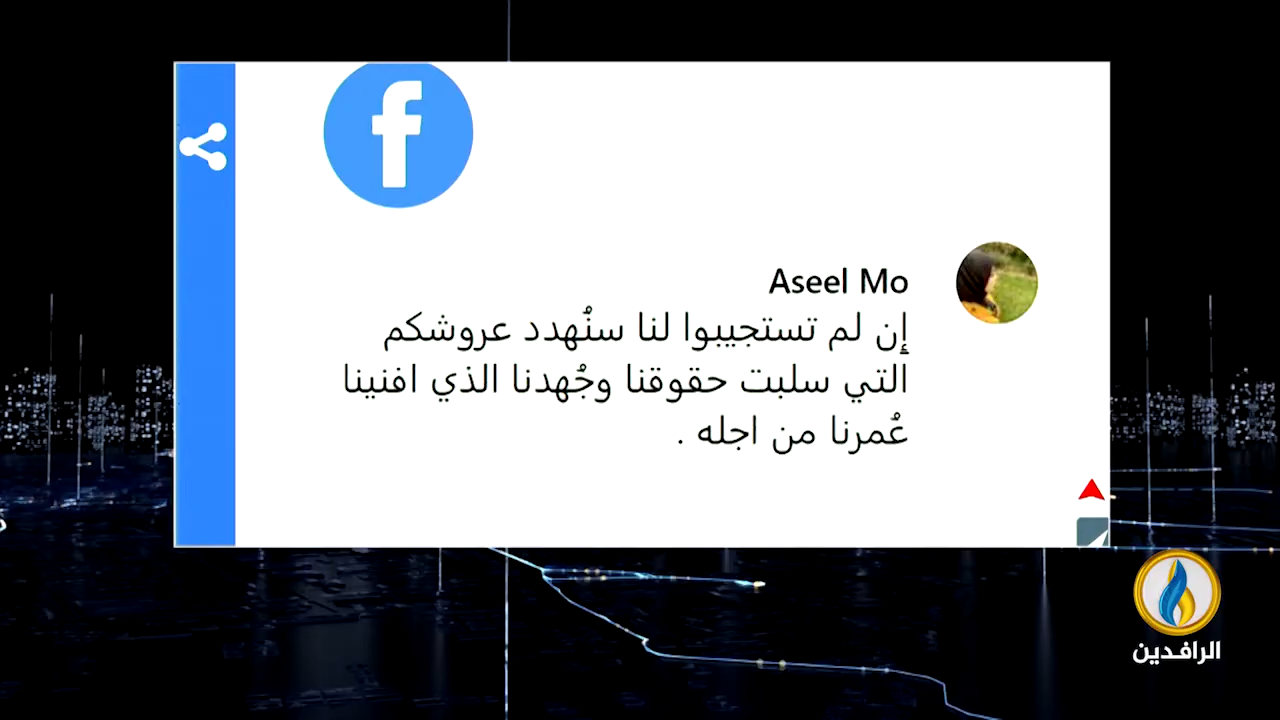 Aseel Mo
إن لم تستجيبوا لنا سنُهدد عروشكم
التي سلبت حقوقنا وجُهدنا الذي افنينا
عُمرنا من اجله .
الرافدين